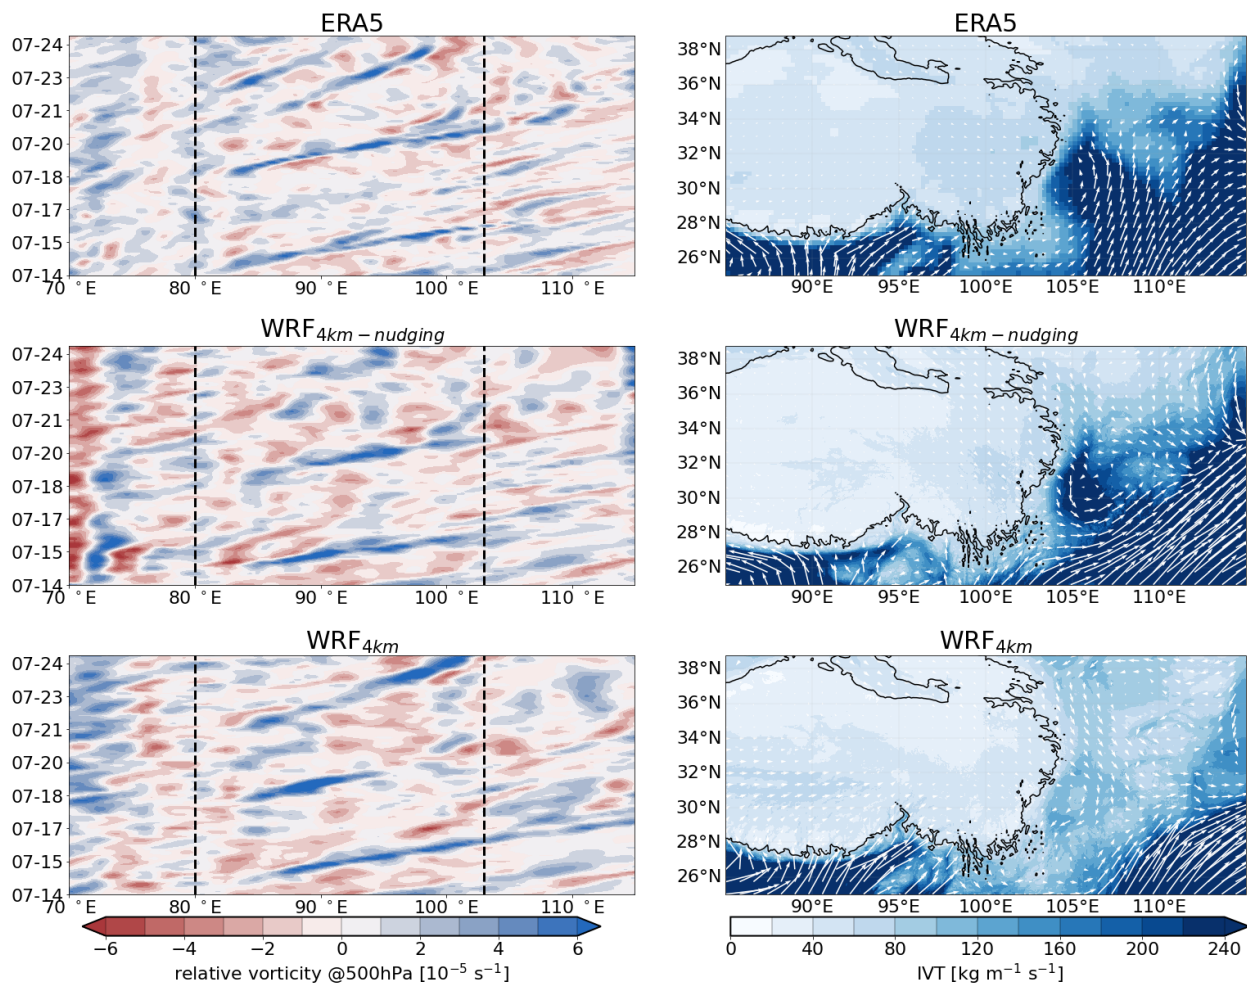 ERA5
07-24
07-23
07-21
07-20
07-18
07-17
07-15
07-14
70 °E 80 °E 90 °E 100 °E 110 °E
ERA5
38°N
36°N
34°N
32°N
30°N
28°N
26°N
90°E 95°E 100°E 105°E 110°E
WRF4km − nudging
07-24
07-23
07-21
07-20
07-18
07-17
07-15
07-14
70 °E 80 °E 90 °E 100 °E 110 °E
WRF4km − nudging
38°N
36°N
34°N
32°N
30°N
28°N
26°N
90°E 95°E 100°E 105°E 110°E
WRF4km
07-24
07-23
07-21
07-20
07-18
07-17
07-15
07-14
70 °E 80 °E 90 °E 100 °E 110 °E
−6 −4 −2 0 2 4 6
relative vorticity @500hPa [10⁻⁵ s⁻¹]
WRF4km
38°N
36°N
34°N
32°N
30°N
28°N
26°N
90°E 95°E 100°E 105°E 110°E
0 40 80 120 160 200 240
IVT [kg m⁻¹ s⁻¹]